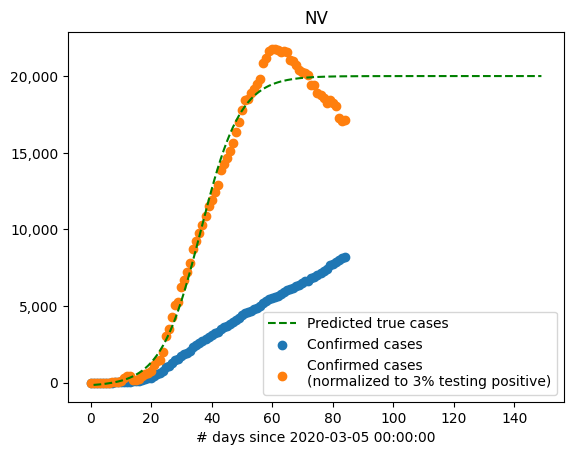 NV
20,000
15,000
10,000
5,000
0
Predicted true cases
Confirmed cases
Confirmed cases
(normalized to 3% testing positive)
0 20 40 60 80 100 120 140
# days since 2020-03-05 00:00:00